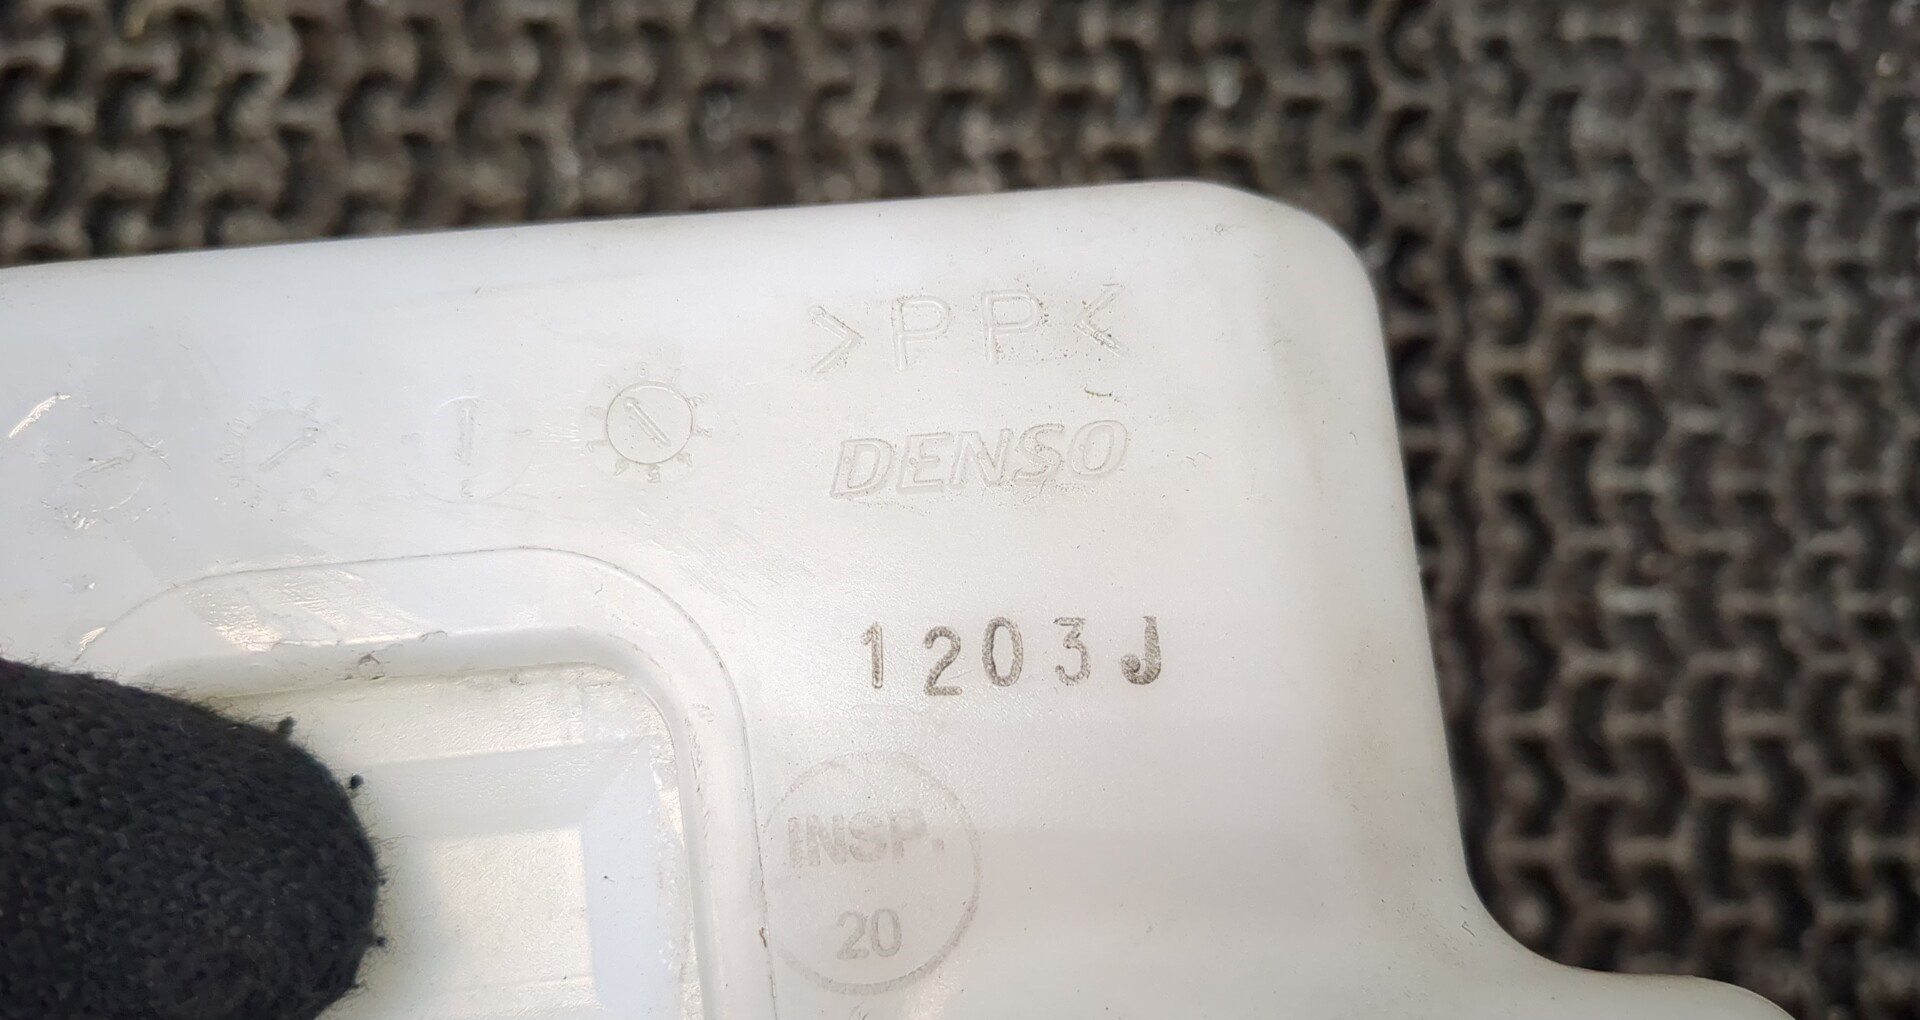 >PP<
DENSO
1203J
INSP.
20